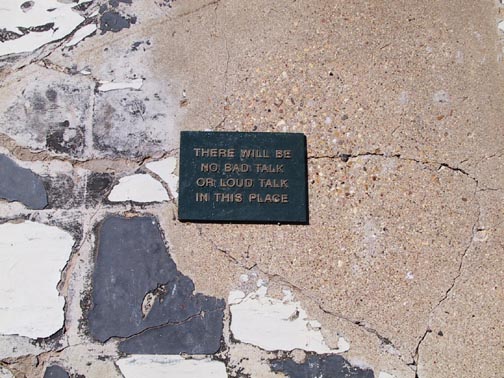 THERE WILL BE
NO BAD TALK
OR LOUD TALK
IN THIS PLACE